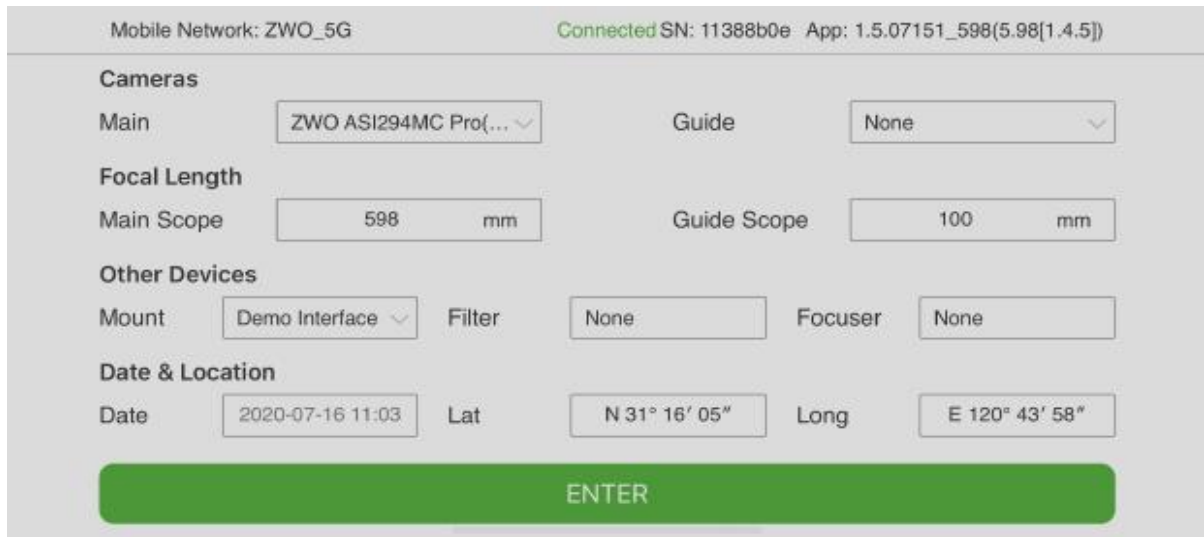 Mobile Network: ZWO_5G Connected SN: 11388b0e App: 1.5.07151_598(5.98[1.4.5])
Cameras
Main ZWO ASI294MC Pro(... Guide None
Focal Length
Main Scope 598 mm Guide Scope 100 mm
Other Devices
Mount Demo Interface Filter None Focuser None
Date & Location
Date 2020-07-16 11:03 Lat N 31° 16′ 05″ Long E 120° 43′ 58″
ENTER